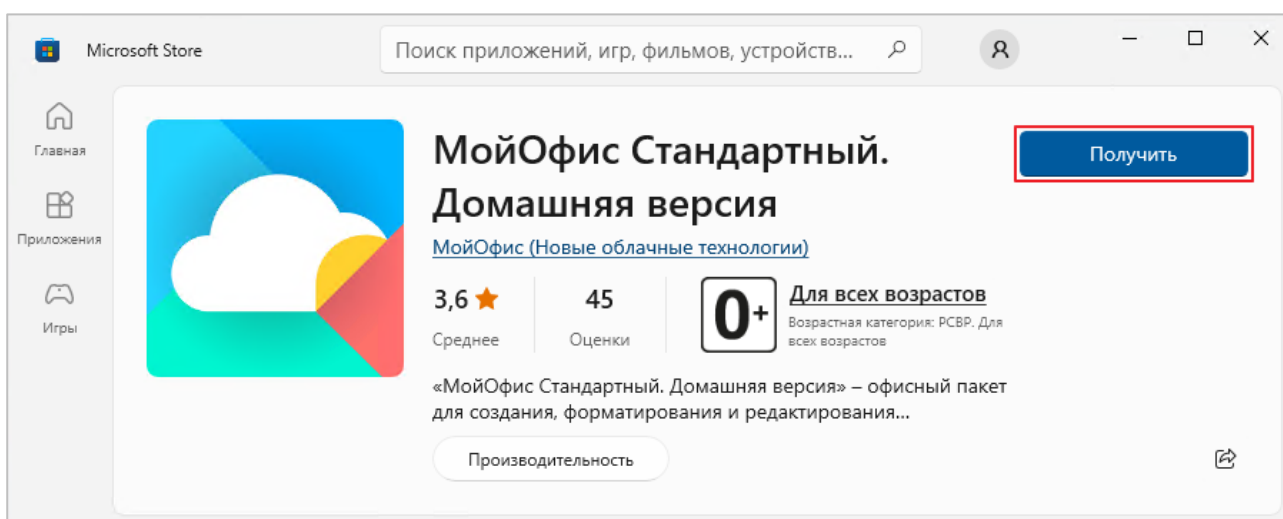 Microsoft Store
Поиск приложений, игр, фильмов, устройств...
Я
Главная
Приложения
Игры
МойОфис Стандартный.
Домашняя версия
Получить
МойОфис (Новые облачные технологии)
3,6
Среднее
45
Оценки
0+
Для всех возрастов
Возрастная категория: РСВР. Для
всех возрастов
«МойОфис Стандартный. Домашняя версия» – офисный пакет
для создания, форматирования и редактирования...
Производительность